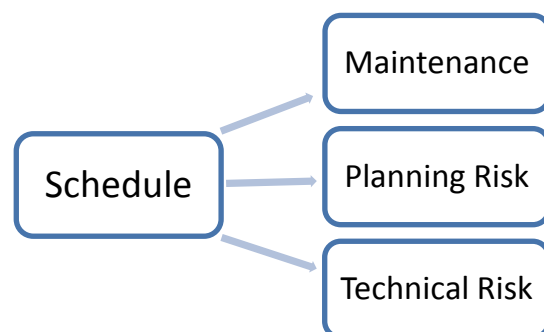 Maintenance
Schedule
Planning Risk
Technical Risk